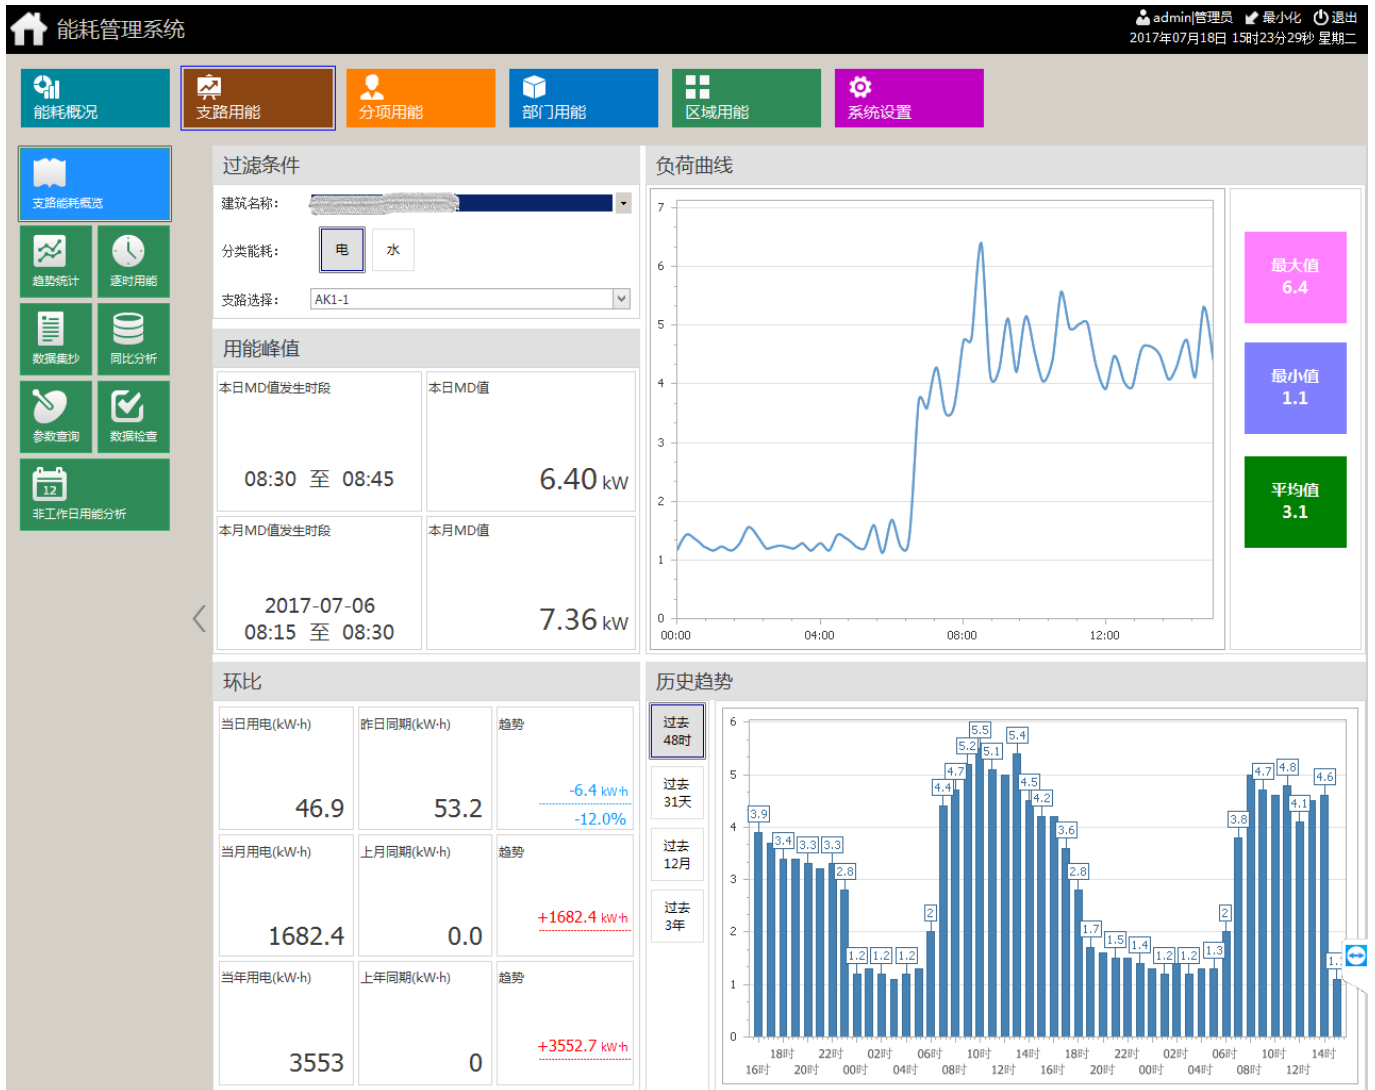 能耗管理系统
admin|管理员 最小化 退出
2017年07月18日 15时23分29秒 星期二
能耗概况
支路用能
分项用能
部门用能
区域用能
系统设置
支路能耗概览
趋势统计
逐时用能
数据集抄
同比分析
参数查询
数据检查
12
非工作日用能分析
过滤条件
建筑名称：
分类能耗：
电
水
支路选择：
AK1-1
用能峰值
本日MD值发生时段
08:30 至 08:45
本日MD值
6.40 kW
本月MD值发生时段
2017-07-06
08:15 至 08:30
本月MD值
7.36 kW
负荷曲线
7
6
5
4
3
2
1
0
00:00
04:00
08:00
12:00
最大值
6.4
最小值
1.1
平均值
3.1
环比
当日用电(kW·h)
46.9
昨日同期(kW·h)
53.2
趋势
-6.4 kW·h
-12.0%
当月用电(kW·h)
1682.4
上月同期(kW·h)
0.0
趋势
+1682.4 kW·h
当年用电(kW·h)
3553
上年同期(kW·h)
0
趋势
+3552.7 kW·h
历史趋势
过去
48时
过去
31天
过去
12月
过去
3年
6
5
4
3
2
1
0
3.9
3.4
3.3
3.3
2.8
1.2
1.2
1.2
2
4.4
4.7
5.2
5.5
5.1
5.4
4.5
4.2
3.6
2.8
1.7
1.5
1.4
1.2
1.2
1.3
2
3.8
4.7
4.8
4.1
4.6
16时
18时
20时
22时
00时
02时
04时
06时
08时
10时
12时
14时
16时
18时
20时
22时
00时
02时
04时
06时
08时
10时
12时
14时